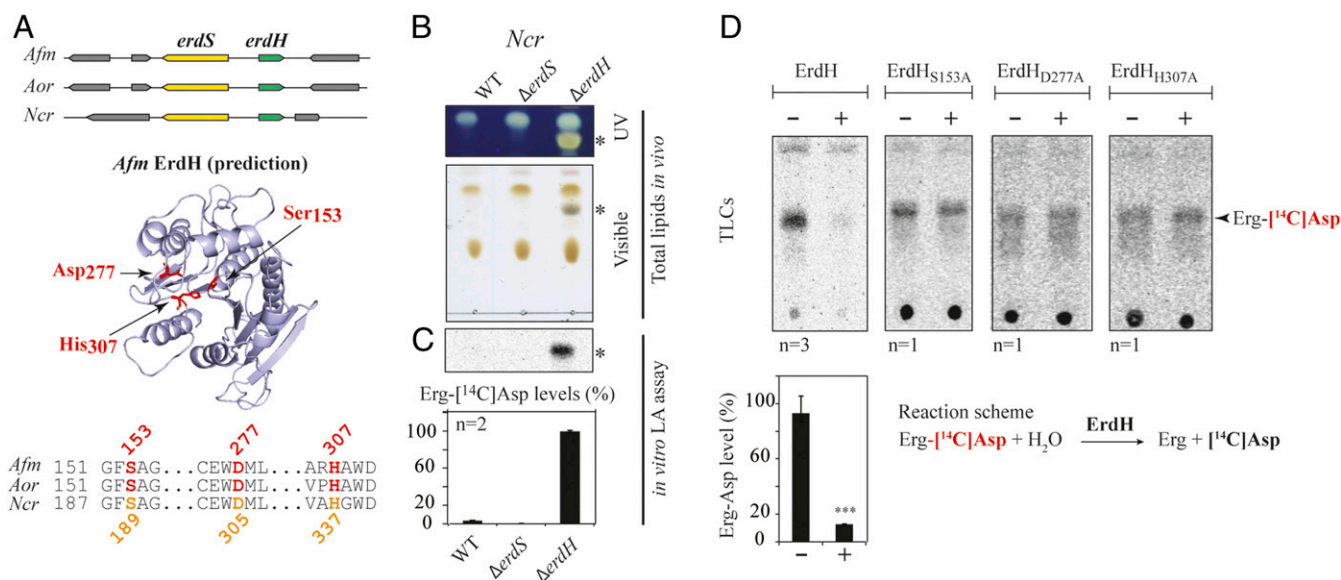 A
erdS erdH
Afm
Aor
Ncr
Afm ErdH (prediction)
Ser153
Asp277
His307
153 277 307
Afm 151 GFSAG...CEWDML...ARHAWD
Aor 151 GFSAG...CEWDML...VPHAWD
Ncr 187 GFSAG...CEWDML...VAHGWD
189 305 337
B
Ncr
WT ΔerdS ΔerdH
UV
*
Visible
*
Total lipids in vivo
C
*
Erg-[14C]Asp levels (%)
n=2
100
80
60
40
20
0
WT ΔerdS ΔerdH
in vitro LA assay
D
ErdH ErdHS153A ErdHD277A ErdHH307A
– + – + – + – +
TLCs
Erg-[14C]Asp
n=3 n=1 n=1 n=1
Erg-Asp level (%)
100
60
20
0
***
– +
Reaction scheme
Erg-[14C]Asp + H2O ErdH Erg + [14C]Asp